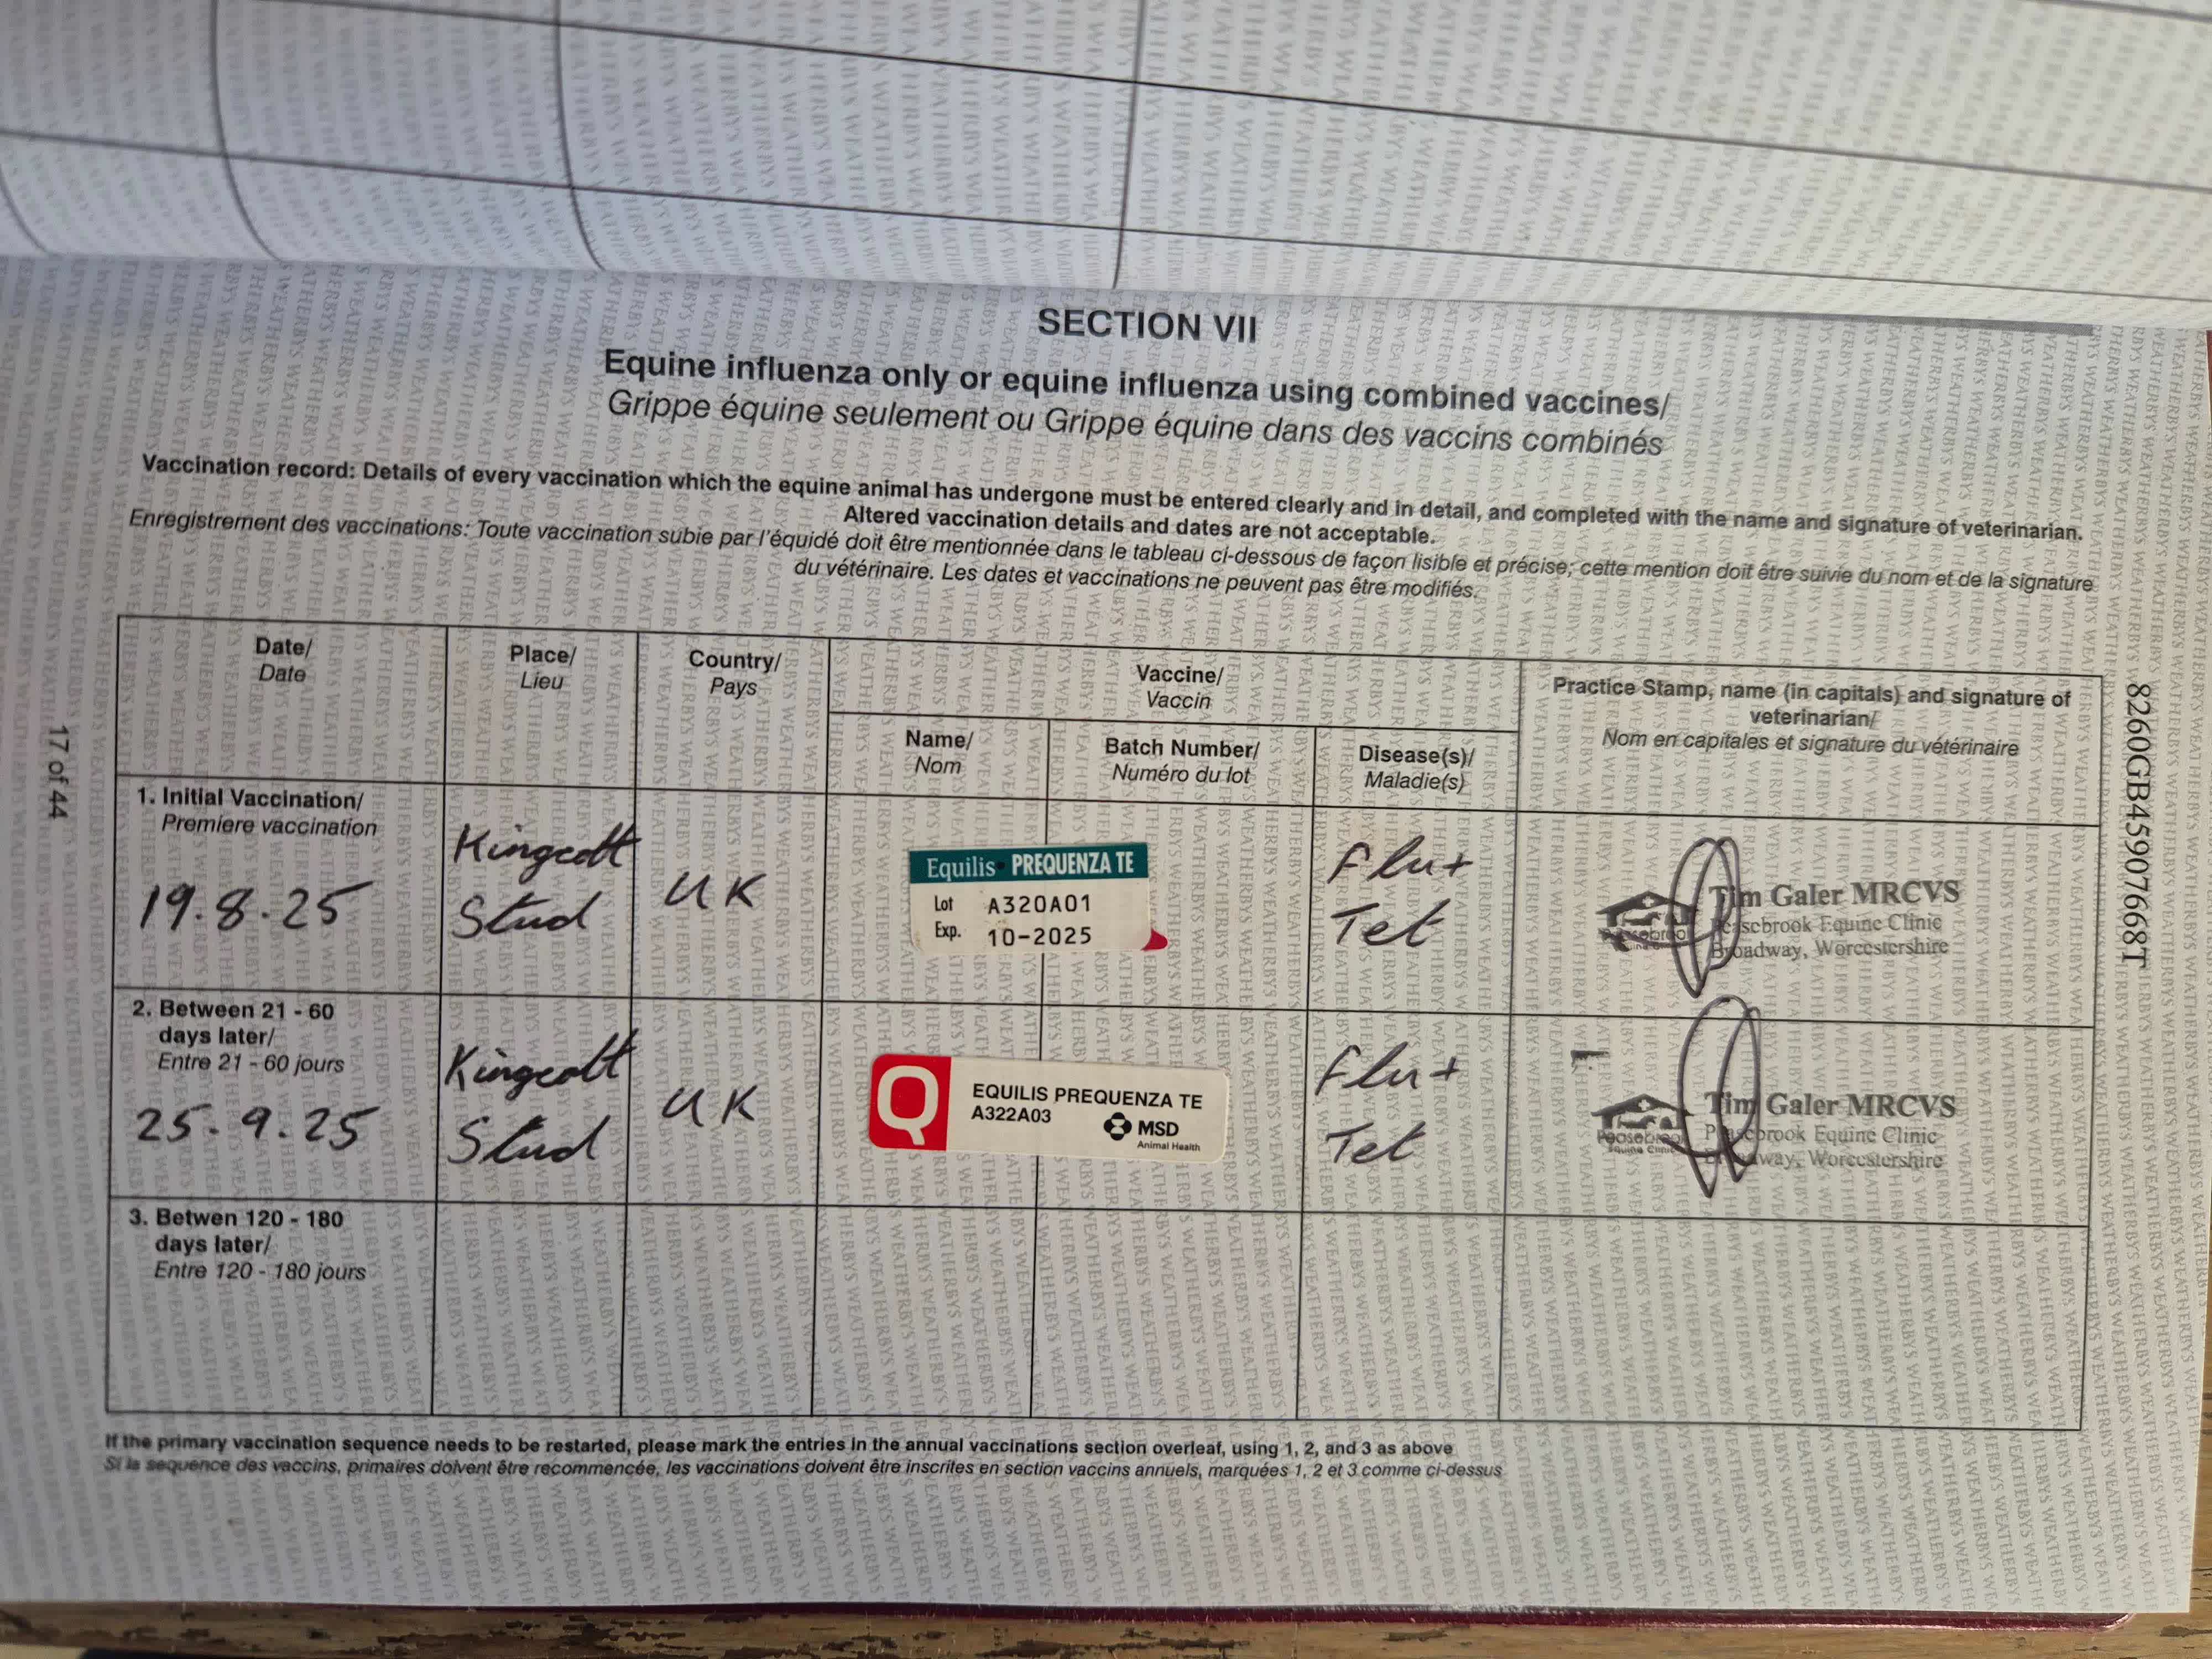 SECTION VII
Equine influenza only or equine influenza using combined vaccines/
Grippe équine seulement ou Grippe équine dans des vaccins combinés
Vaccination record: Details of every vaccination which the equine animal has undergone must be entered clearly and in detail, and completed with the name and signature of veterinarian.
Altered vaccination details and dates are not acceptable.
Enregistrement des vaccinations: Toute vaccination subie par l'équidé doit être mentionnée dans le tableau ci-dessous de façon lisible et précise; cette mention doit être suivie du nom et de la signature
du vétérinaire. Les dates et vaccinations ne peuvent pas être modifiés.
Date/
Date
Place/
Lieu
Country/
Pays
Vaccine/
Vaccin
Name/
Nom
Batch Number/
Numéro du lot
Disease(s)/
Maladie(s)
Practice Stamp, name (in capitals) and signature of
veterinarian/
Nom en capitales et signature du vétérinaire
1. Initial Vaccination/
Premiere vaccination
19.8.25
Kingcott
Stud
UK
Equilis PREQUENZA TE
Lot A320A01
Exp. 10-2025
Flu+
Tet
Tim Galer MRCVS
Peasebrook Equine Clinic
Broadway, Worcestershire
2. Between 21 - 60
days later/
Entre 21 - 60 jours
25.9.25
Kingcott
Stud
UK
Q
EQUILIS PREQUENZA TE
A322A03
MSD
Animal Health
Flu+
Tet
Peasebrook
Equine Clinic
Tim Galer MRCVS
Peasebrook Equine Clinic
Broadway, Worcestershire
3. Betwen 120 - 180
days later/
Entre 120 - 180 jours
If the primary vaccination sequence needs to be restarted, please mark the entries in the annual vaccinations section overleaf, using 1, 2, and 3 as above
Si la sequence des vaccins, primaires doivent être recommencée, les vaccinations doivent être inscrites en section vaccins annuels, marquées 1, 2 et 3 comme ci-dessus
17 of 44
8260GB45907668T
WEATHERBYS